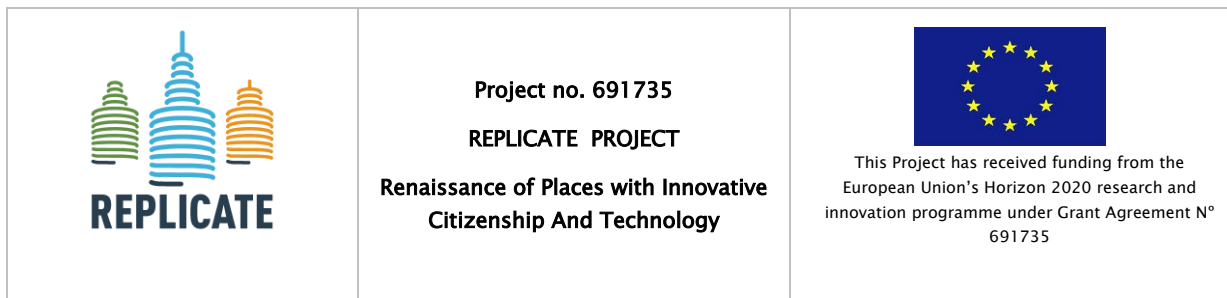 REPLICATE
Project no. 691735
REPLICATE PROJECT
Renaissance of Places with Innovative
Citizenship And Technology
This Project has received funding from the
European Union's Horizon 2020 research and
innovation programme under Grant Agreement Nº
691735